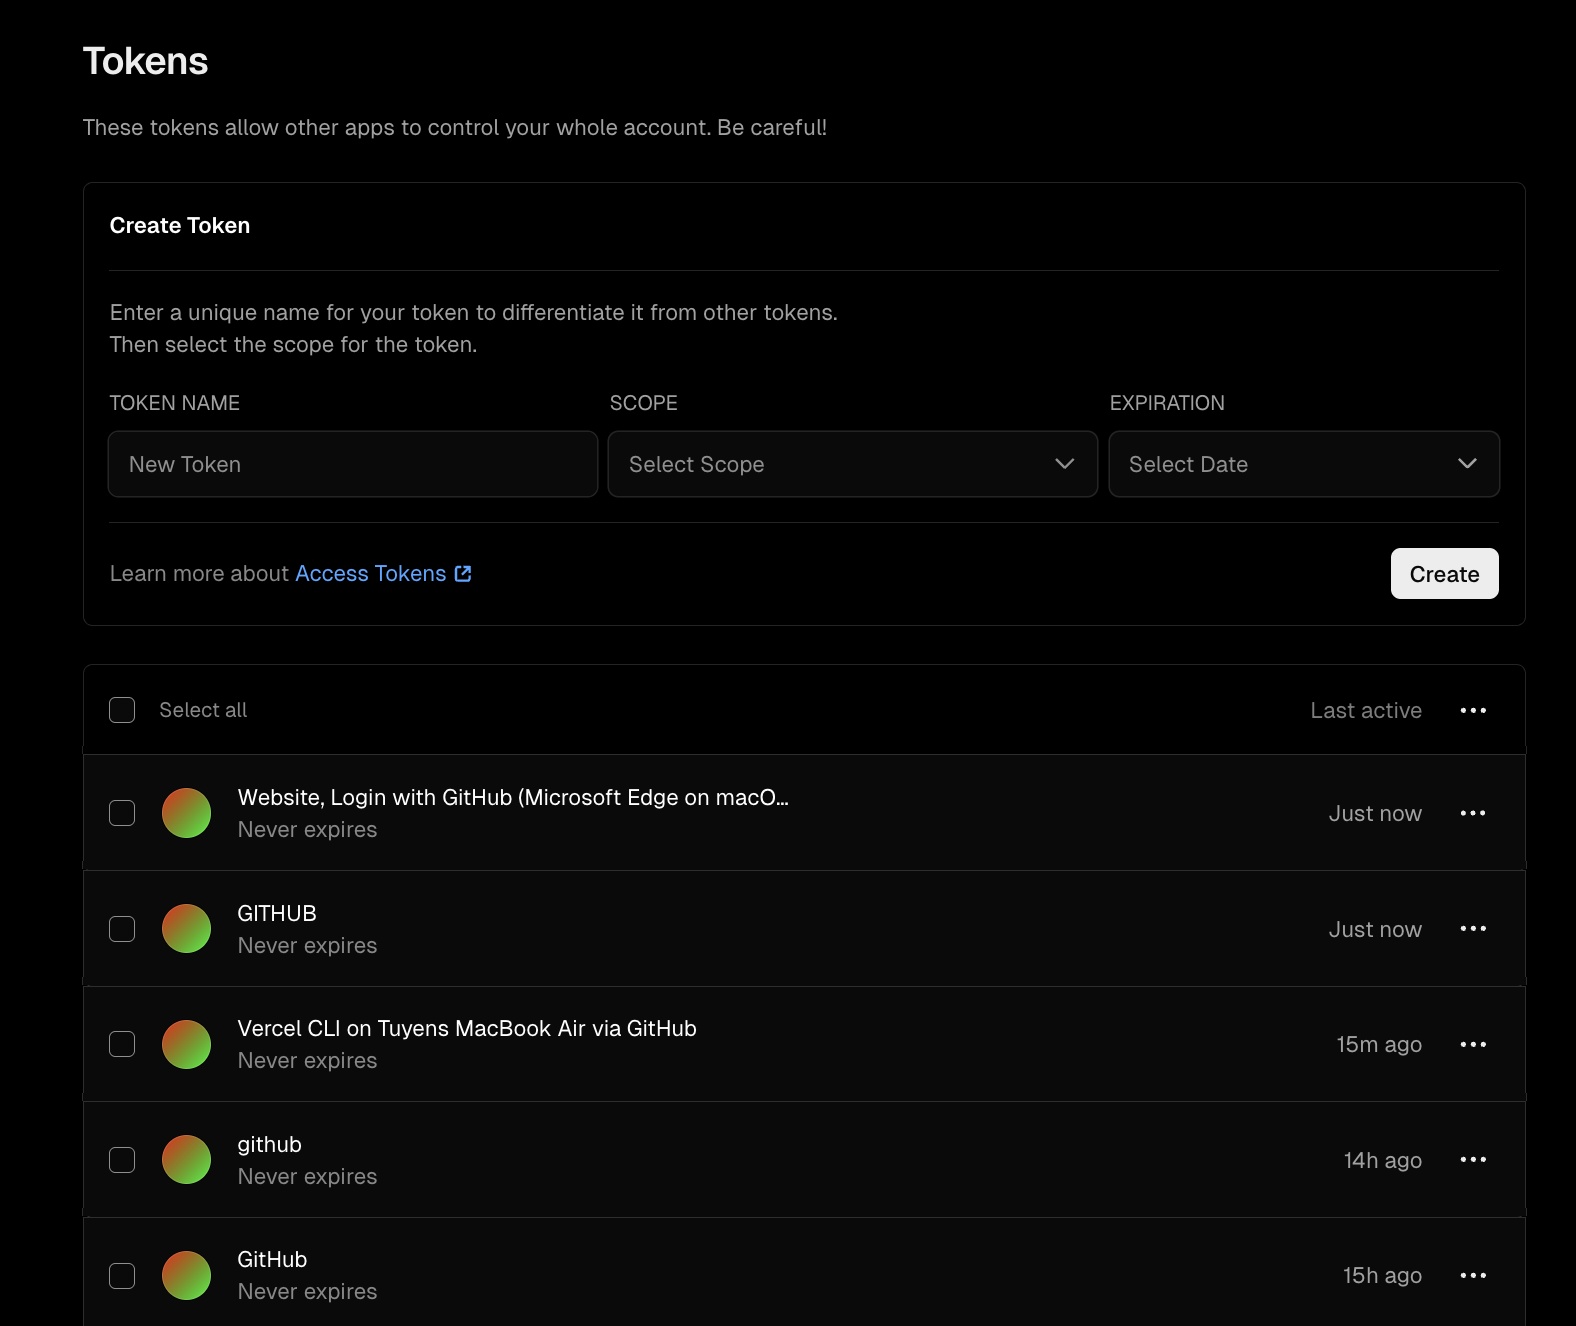 Tokens
These tokens allow other apps to control your whole account. Be careful!
Create Token
Enter a unique name for your token to differentiate it from other tokens.
Then select the scope for the token.
TOKEN NAME
SCOPE
EXPIRATION
New Token
Select Scope
Select Date
Learn more about Access Tokens
Create
Select all
Last active
Website, Login with GitHub (Microsoft Edge on macO...
Never expires
Just now
GITHUB
Never expires
Just now
Vercel CLI on Tuyens MacBook Air via GitHub
Never expires
15m ago
github
Never expires
14h ago
GitHub
Never expires
15h ago